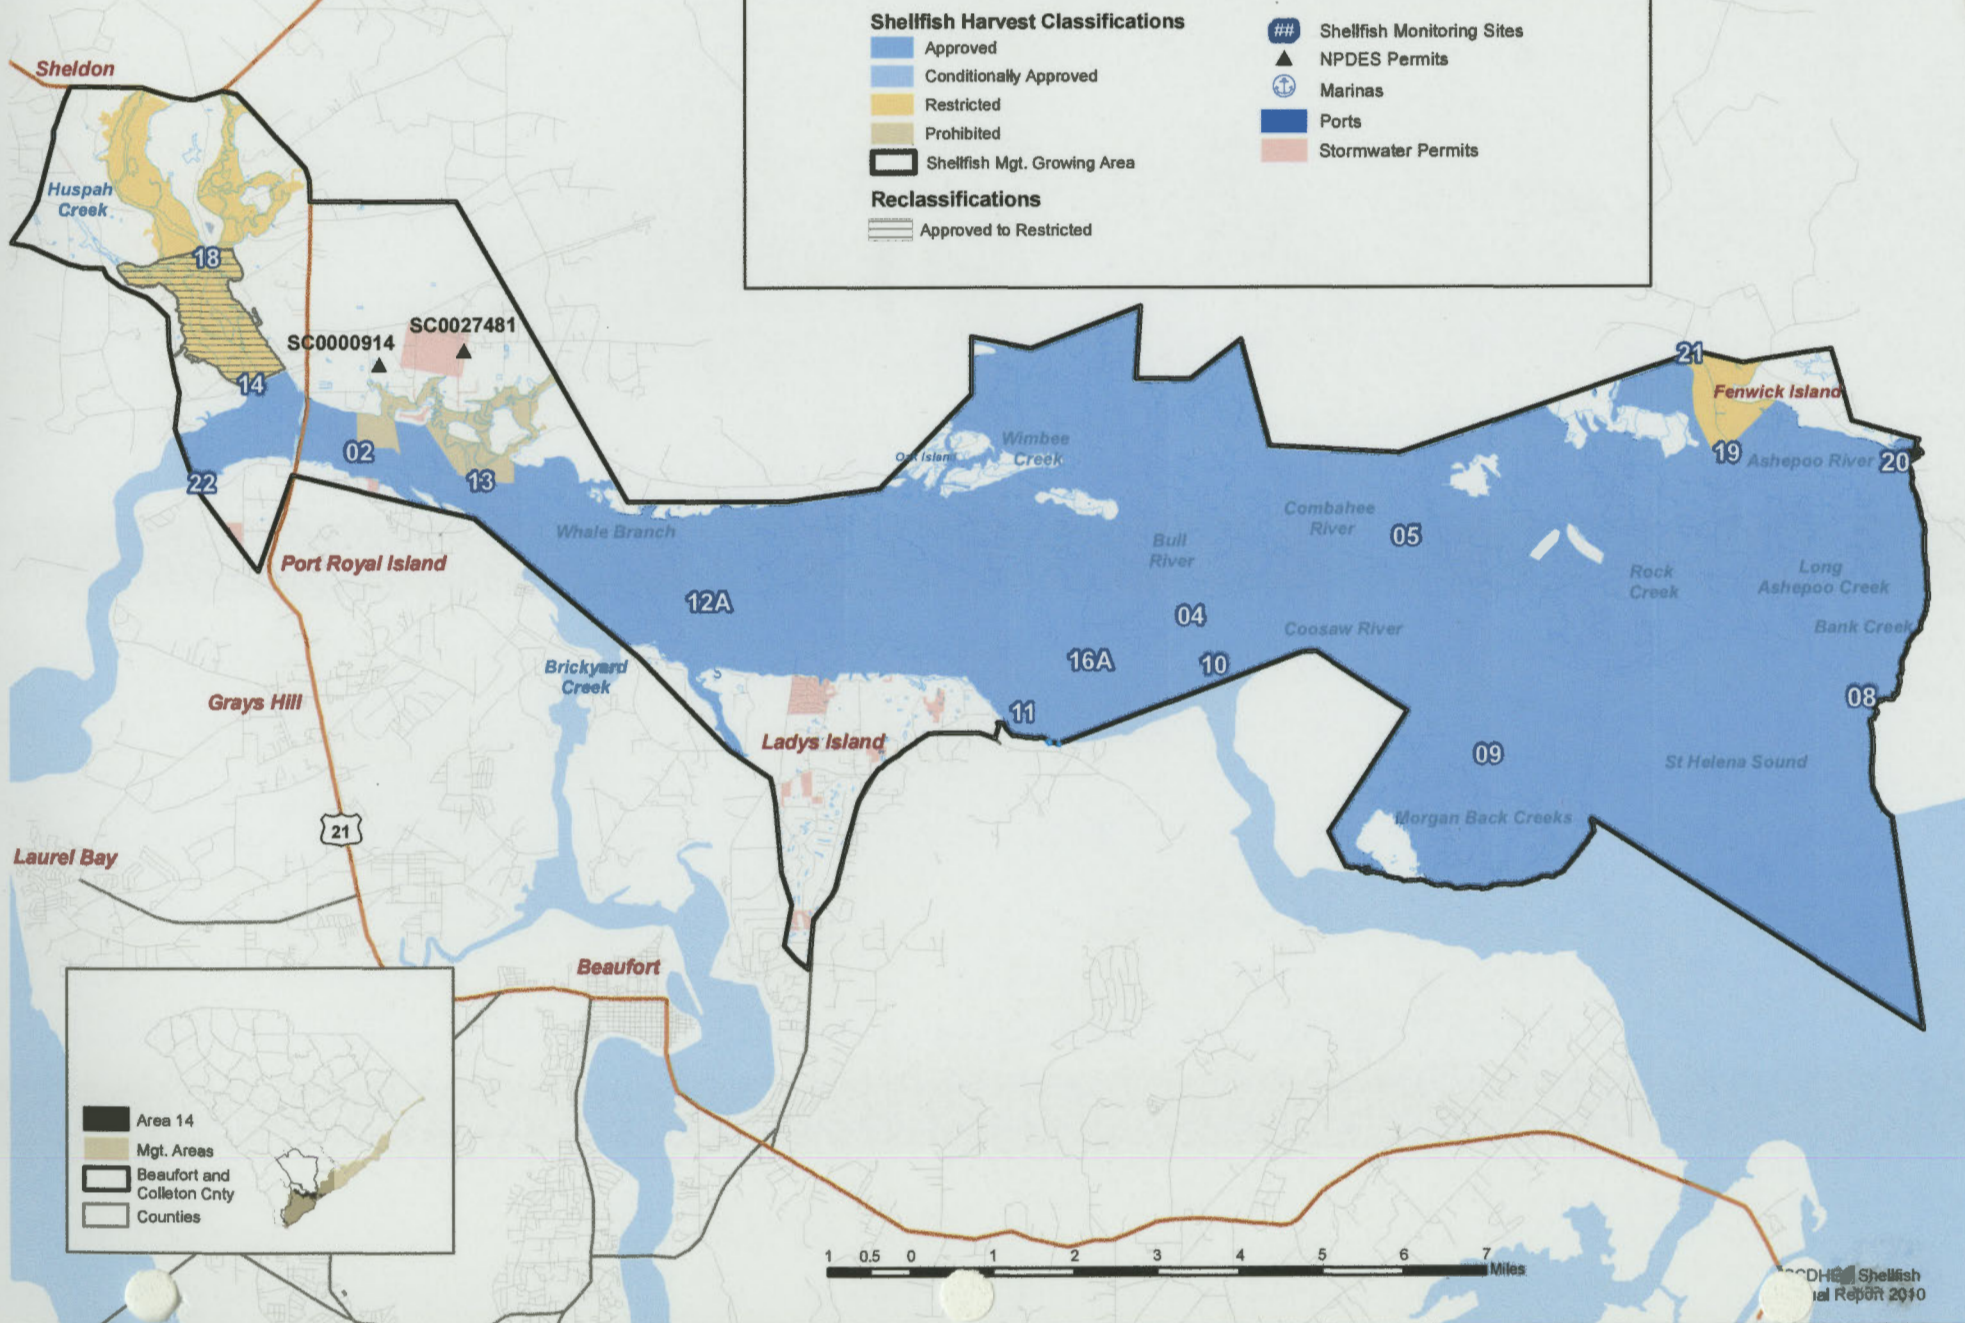 Shellfish Harvest Classifications
Approved
Conditionally Approved
Restricted
Prohibited
Shellfish Mgt. Growing Area
Reclassifications
Approved to Restricted
## Shellfish Monitoring Sites
NPDES Permits
Marinas
Ports
Stormwater Permits
Sheldon
Huspah
Creek
18
SC0027481
SC0000914
14
02
13
22
Port Royal Island
Whale Branch
Oak Island
Wimbee
Creek
Bull
River
Combahee
River
05
21
Fenwick Island
19
Ashepoo River
20
Rock
Creek
Long
Ashepoo Creek
Bank Creek
12A
04
Coosaw River
16A
10
11
08
Brickyard
Creek
Grays Hill
Ladys Island
09
St Helena Sound
Morgan Back Creeks
21
Laurel Bay
Beaufort
Area 14
Mgt. Areas
Beaufort and
Colleton Cnty
Counties
1 0.5 0 1 2 3 4 5 6 7
Miles
Shellfish
Report 2010